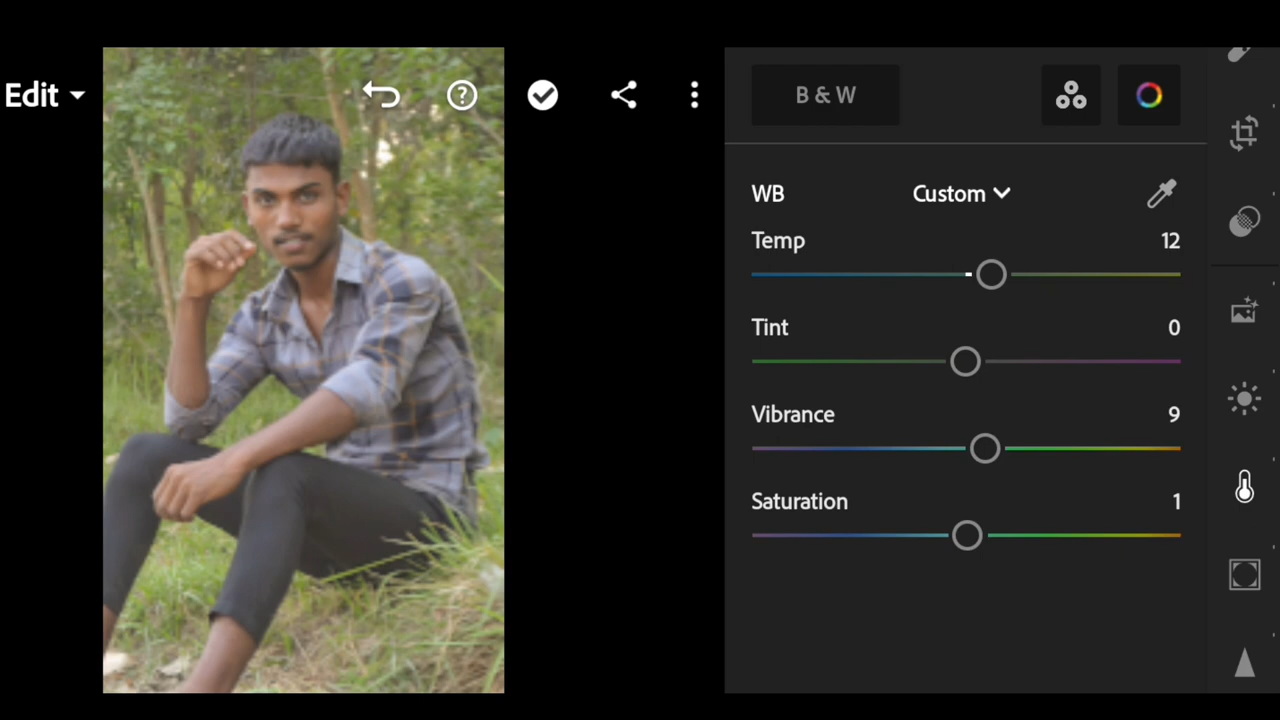 Edit
B & W
WB
Custom
Temp
12
Tint
0
Vibrance
9
Saturation
1